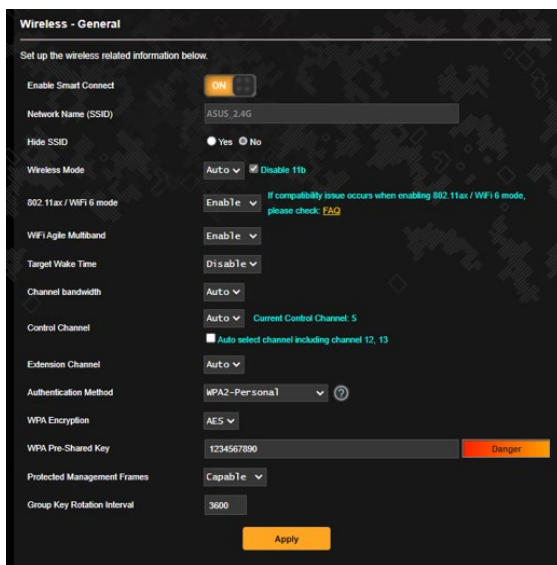 Wireless - General
Set up the wireless related information below.
Enable Smart Connect ON
Network Name (SSID) ASUS_2.4G
Hide SSID Yes No
Wireless Mode Auto Disable 11b
802.11ax / WiFi 6 mode Enable If compatibility issue occurs when enabling 802.11ax / WiFi 6 mode,
please check: FAQ
WiFi Agile Multiband Enable
Target Wake Time Disable
Channel bandwidth Auto
Control Channel Auto Current Control Channel: 5
Auto select channel including channel 12, 13
Extension Channel Auto
Authentication Method WPA2-Personal ?
WPA Encryption AES
WPA Pre-Shared Key 1234567890 Danger
Protected Management Frames Capable
Group Key Rotation Interval 3600
Apply